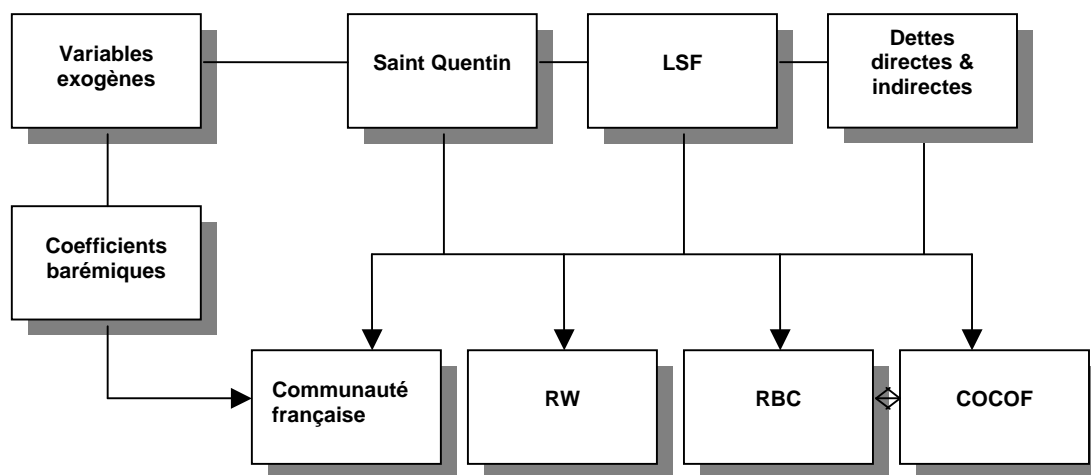 Variables
exogènes
Saint Quentin
LSF
Dettes
directes &
indirectes
Coefficients
barémiques
Communauté
française
RW
RBC
COCOF